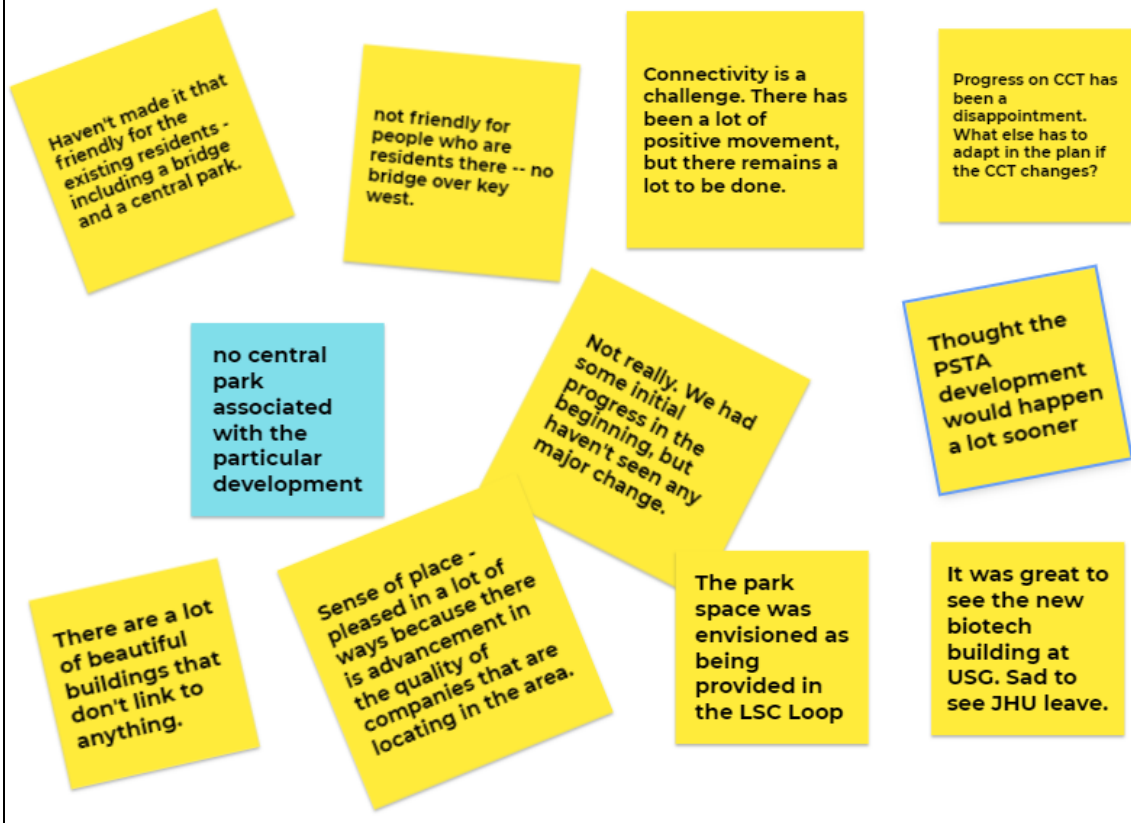 Haven't made it that
friendly for the
existing residents -
including a bridge
and a central park.
not friendly for
people who are
residents there -- no
bridge over key
west.
Connectivity is a
challenge. There has
been a lot of
positive movement,
but there remains a
lot to be done.
Progress on CCT has
been a
disappointment.
What else has to
adapt in the plan if
the CCT changes?
no central
park
associated
with the
particular
development
Not really. We had
some initial
progress in the
beginning, but
haven't seen any
major change.
Thought the
PSTA
development
would happen
a lot sooner
There are a lot
of beautiful
buildings that
don't link to
anything.
Sense of place -
pleased in a lot of
ways because there
is advancement in
the quality of
companies that are
locating in the area.
The park
space was
envisioned as
being
provided in
the LSC Loop
It was great to
see the new
biotech
building at
USG. Sad to
see JHU leave.